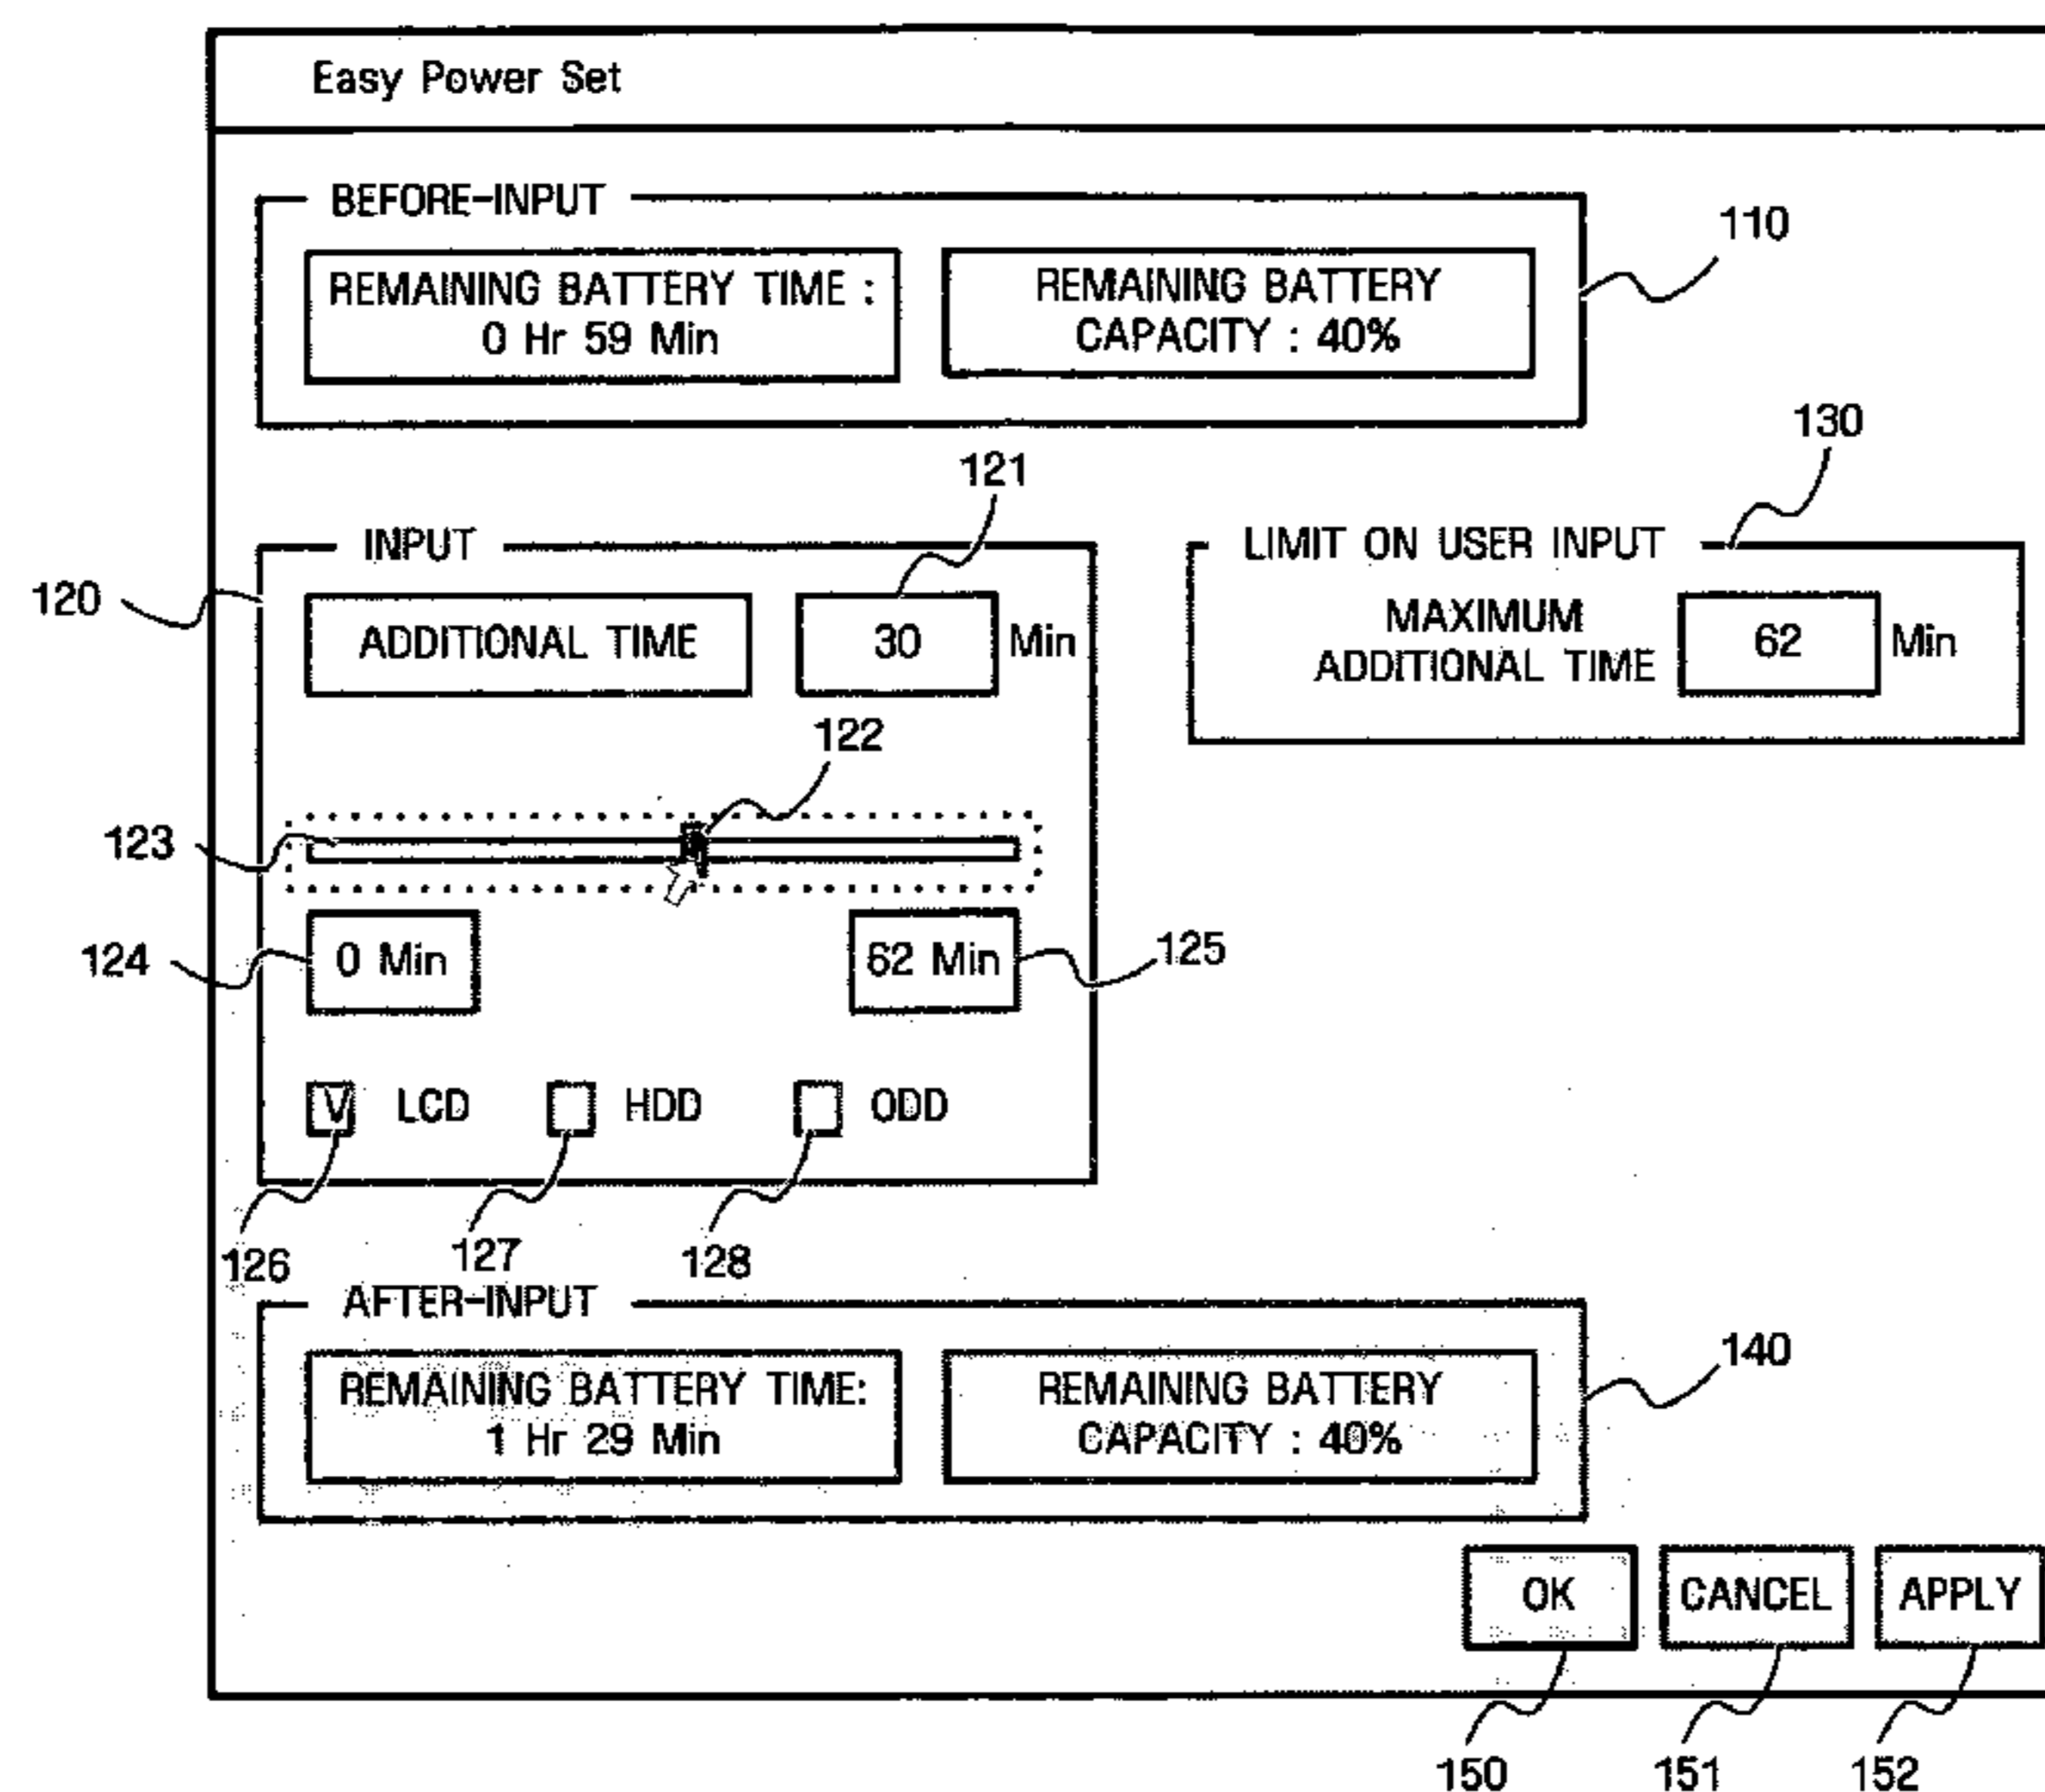 Easy Power Set
BEFORE-INPUT
110
REMAINING BATTERY TIME :
0 Hr 59 Min
REMAINING BATTERY
CAPACITY : 40%
130
121
INPUT
LIMIT ON USER INPUT
120
ADDITIONAL TIME
30 Min
MAXIMUM
ADDITIONAL TIME
62 Min
122
123
124
0 Min
62 Min
125
V LCD
HDD
ODD
126
127
128
AFTER-INPUT
140
REMAINING BATTERY TIME:
1 Hr 29 Min
REMAINING BATTERY
CAPACITY : 40%
OK
CANCEL
APPLY
150
151
152